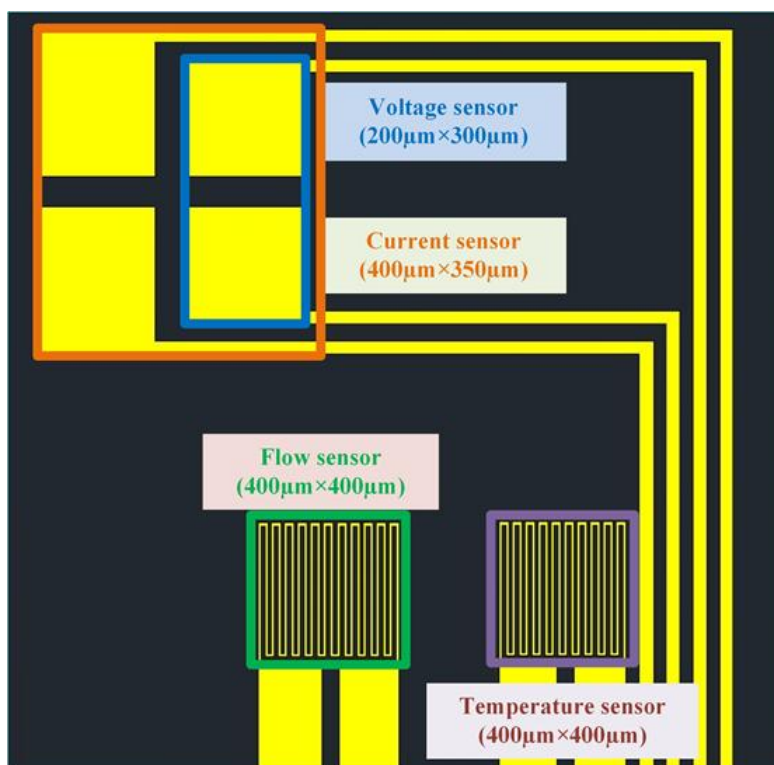 Voltage sensor
(200μm×300μm)
Current sensor
(400μm×350μm)
Flow sensor
(400μm×400μm)
Temperature sensor
(400μm×400μm)